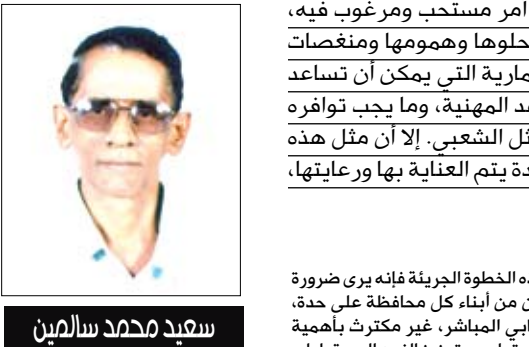 امر مستحب ومرغوب فيه،
حلوها وهمومها ومنغصات
مارية التي يمكن أن تساعد
د المهنية، وما يجب توافره
ثل الشعبي. إلا أن مثل هذه
دة يتم العناية بها ورعايتها،
ه الخطوة الجريئة فإنه يرى ضرورة
ن من أبناء كل محافظة على حدة،
ابي المباشر، غير مكترث بأهمية
سعيد محمد سالمين